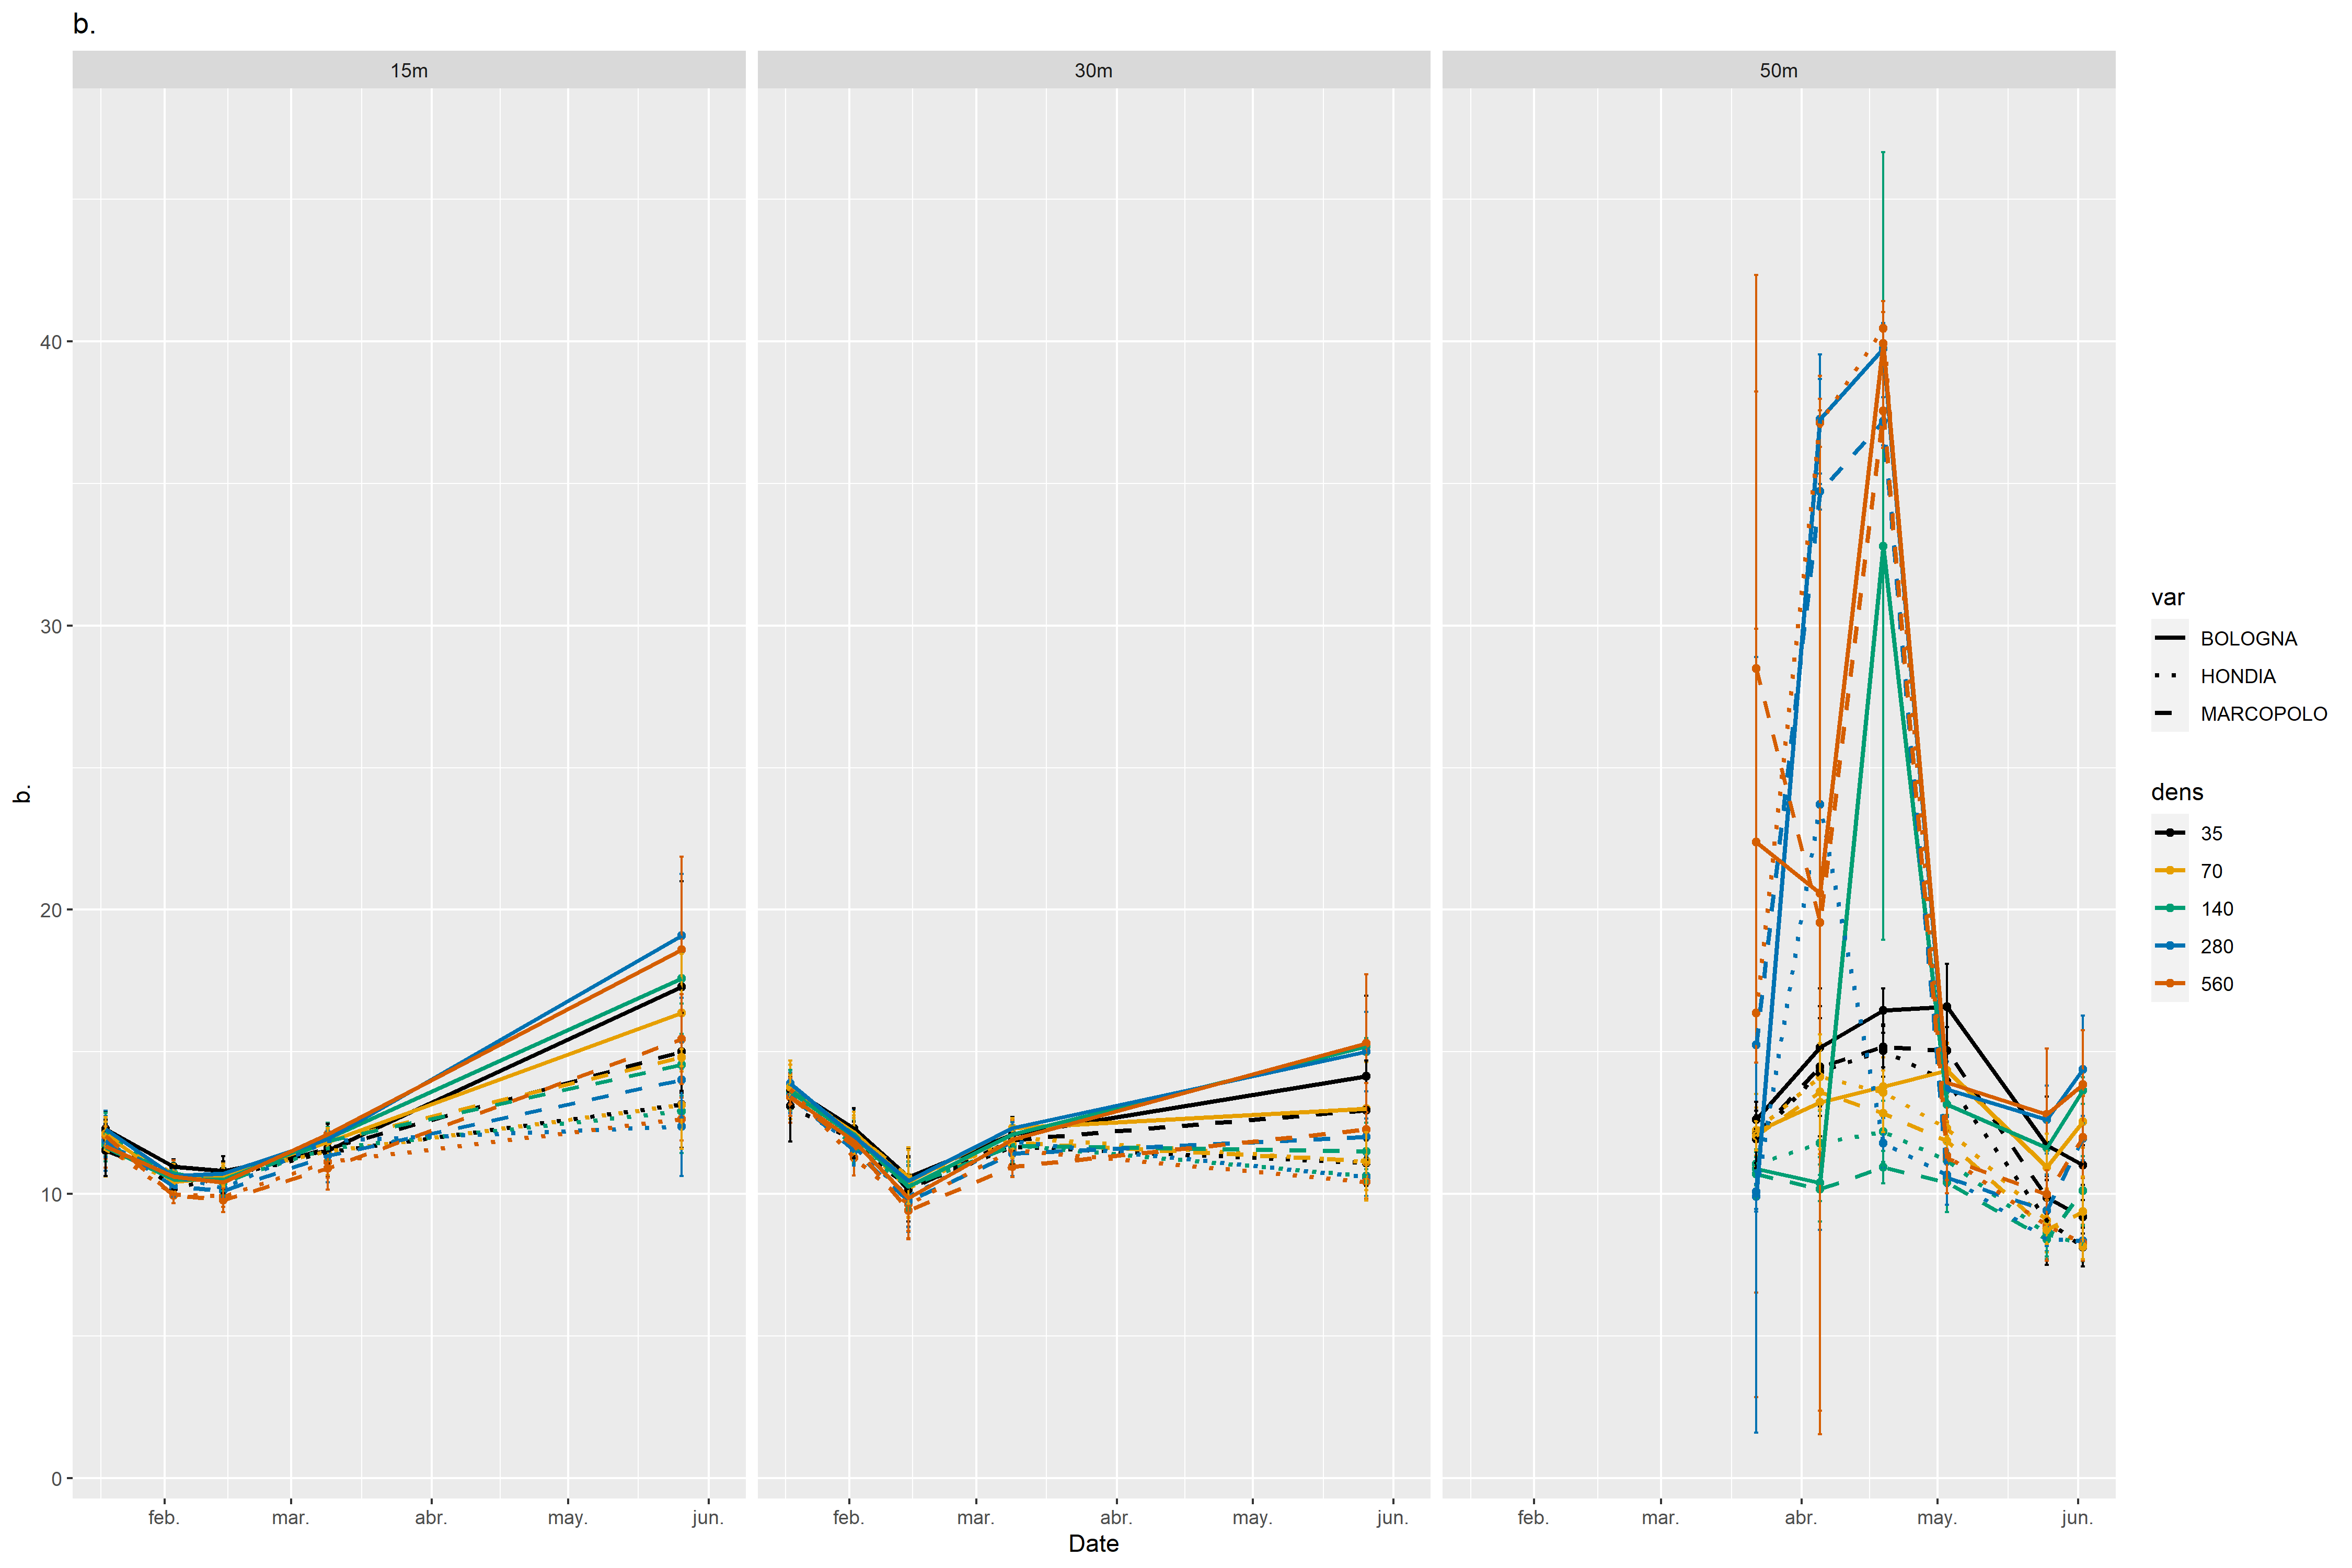 b.
15m 30m 50m
40
30
20
10
0
b.
feb. mar. abr. may. jun. feb. mar. abr. may. jun. feb. mar. abr. may. jun.
Date
var
BOLOGNA
HONDIA
MARCOPOLO
dens
35
70
140
280
560